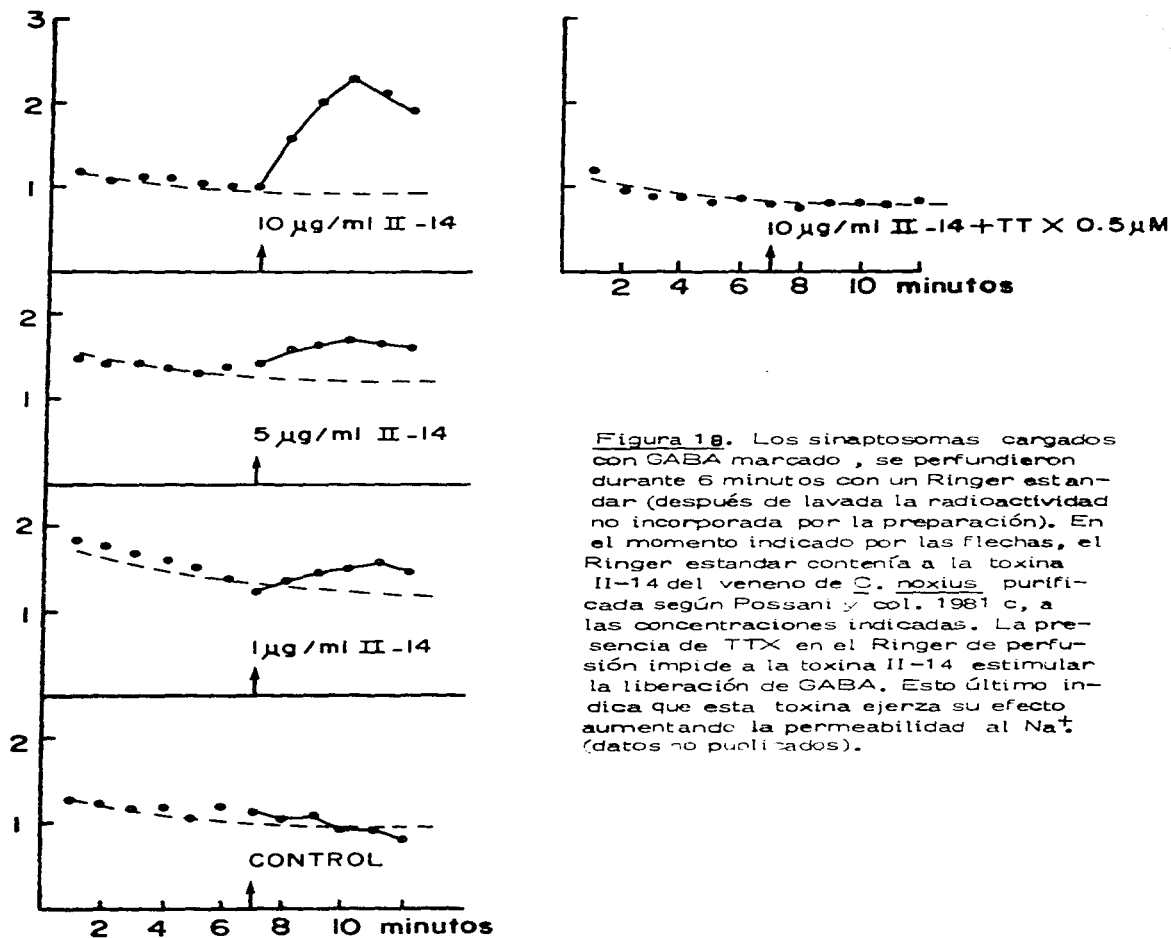 3
2
1
10 µg/ml II-14
2
1
5 µg/ml II-14
2
1
1 µg/ml II-14
2
1
CONTROL
2 4 6 8 10 minutos
10 µg/ml II-14+TTX 0.5µM
2 4 6 8 10 minutos
Figura 18. Los sinaptosomas cargados
con GABA marcado , se perfundieron
durante 6 minutos con un Ringer estan-
dar (después de lavada la radioactividad
no incorporada por la preparación). En
el momento indicado por las flechas, el
Ringer estandar contenía a la toxina
II-14 del veneno de C. noxius purifi-
cada según Possani y col. 1981 c, a
las concentraciones indicadas. La pre-
sencia de TTX en el Ringer de perfu-
sión impide a la toxina II-14 estimular
la liberación de GABA. Esto último in-
dica que esta toxina ejerza su efecto
aumentando la permeabilidad al Na+.
(datos no publicados).